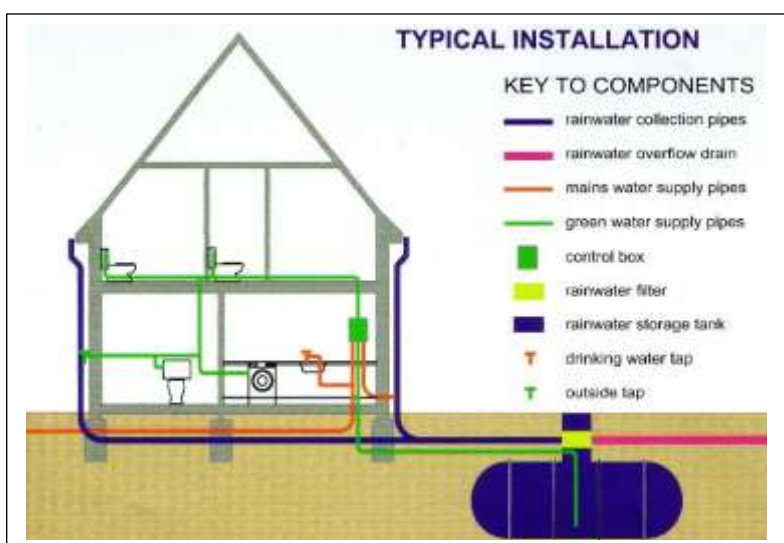 TYPICAL INSTALLATION
KEY TO COMPONENTS
rainwater collection pipes
rainwater overflow drain
mains water supply pipes
green water supply pipes
control box
rainwater filter
rainwater storage tank
drinking water tap
outside tap